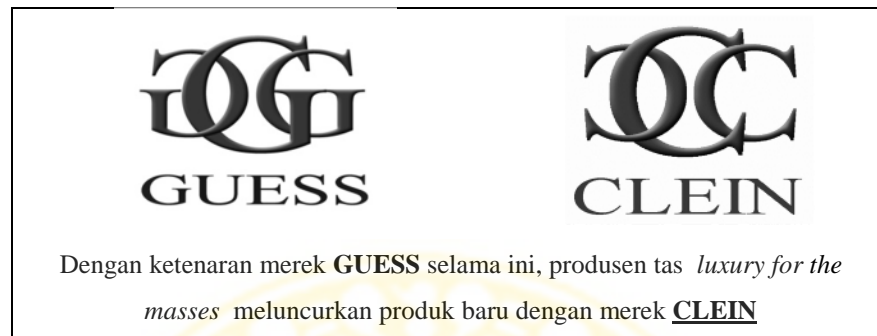 GUESS
CLEIN
Dengan ketenaran merek GUESS selama ini, produsen tas luxury for the
masses meluncurkan produk baru dengan merek CLEIN